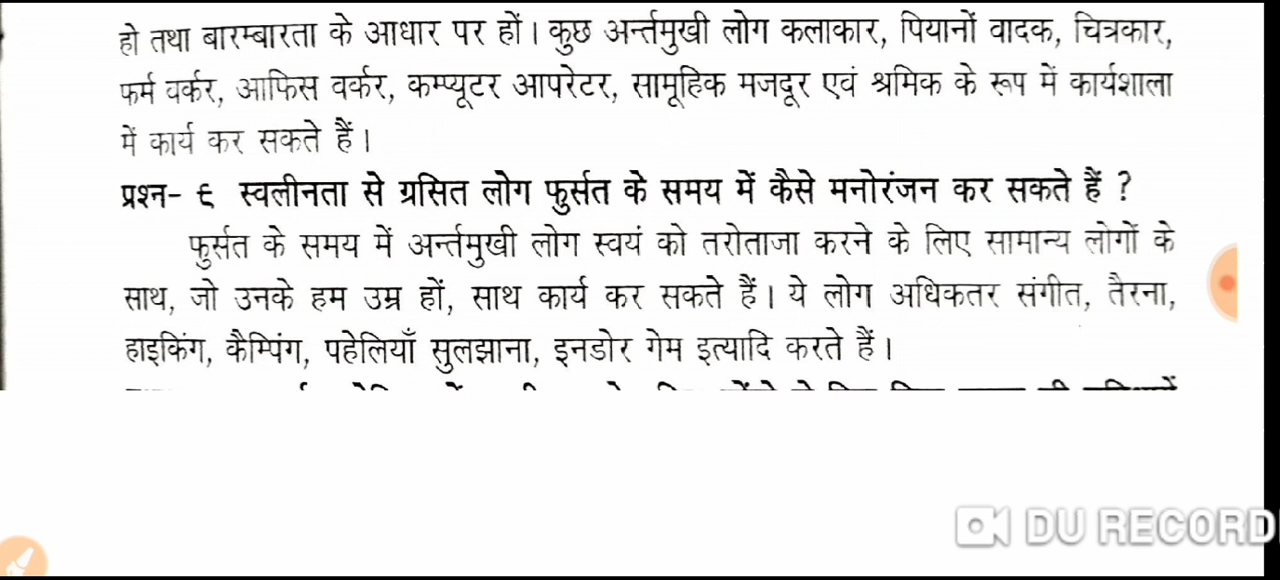 हो तथा बारम्बारता के आधार पर हों। कुछ अर्न्तमुखी लोग कलाकार, पियानों वादक, चित्रकार,
फर्म वर्कर, आफिस वर्कर, कम्प्यूटर आपरेटर, सामूहिक मजदूर एवं श्रमिक के रूप में कार्यशाला
में कार्य कर सकते हैं।
प्रश्न- ९ स्वलीनता से ग्रसित लोग फुर्सत के समय में कैसे मनोरंजन कर सकते हैं ?
फुर्सत के समय में अर्न्तमुखी लोग स्वयं को तरोताजा करने के लिए सामान्य लोगों के
साथ, जो उनके हम उम्र हों, साथ कार्य कर सकते हैं। ये लोग अधिकतर संगीत, तैरना,
हाइकिंग, कैम्पिंग, पहेलियाँ सुलझाना, इनडोर गेम इत्यादि करते हैं।
DU RECORD